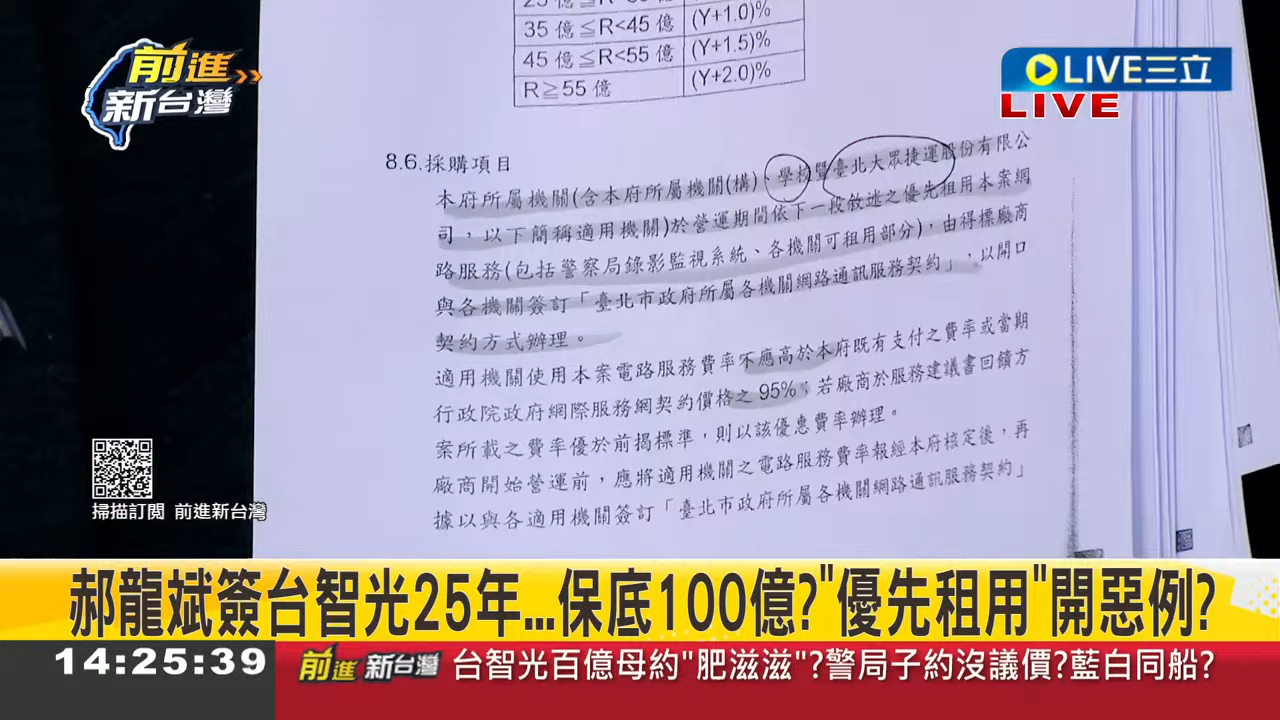 25 億≦R<35 億
35 億≦R<45 億 (Y+1.0)%
45 億≦R<55 億 (Y+1.5)%
R≧55 億 (Y+2.0)%
前進
新台灣
LIVE三立
LIVE
8.6.採購項目
本府所屬機關(含本府所屬機關(構)、學校暨臺北大眾捷運股份有限公
司，以下簡稱適用機關)於營運期間依下一段敘述之優先租用本案網
路服務(包括警察局錄影監視系統、各機關可租用部分)，由得標廠商
與各機關簽訂「臺北市政府所屬各機關網路通訊服務契約」，以開口
契約方式辦理。
適用機關使用本案電路服務費率不應高於本府既有支付之費率或當期
行政院政府網際服務網契約價格之 95%；若廠商於服務建議書回饋方
案所載之費率優於前揭標準，則以該優惠費率辦理。
廠商開始營運前，應將適用機關之電路服務費率報經本府核定後，再
據以與各適用機關簽訂「臺北市政府所屬各機關網路通訊服務契約」
掃描訂閱 前進新台灣
郝龍斌簽台智光25年...保底100億?"優先租用"開惡例?
14:25:39 前進新台灣 台智光百億母約"肥滋滋"?警局子約沒議價?藍白同船?